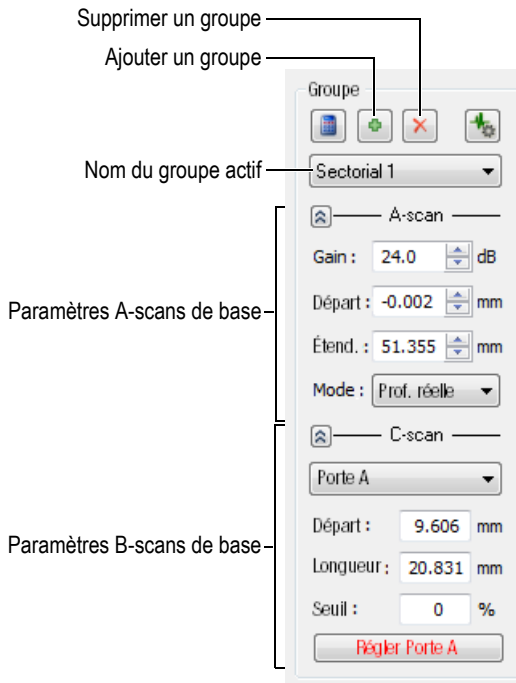 Supprimer un groupe
Ajouter un groupe
Groupe
Nom du groupe actif
Sectorial 1
A-scan
Gain : 24.0 dB
Paramètres A-scans de base
Départ : -0.002 mm
Étend. : 51.355 mm
Mode : Prof. réelle
C-scan
Porte A
Départ : 9.606 mm
Paramètres B-scans de base
Longueur : 20.831 mm
Seuil : 0 %
Régler Porte A